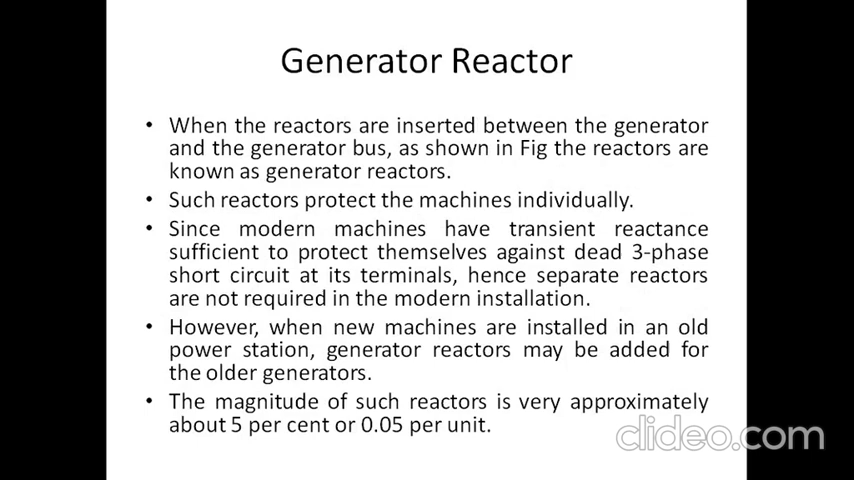 Generator Reactor
• When the reactors are inserted between the generator
and the generator bus, as shown in Fig the reactors are
known as generator reactors.
• Such reactors protect the machines individually.
• Since modern machines have transient reactance
sufficient to protect themselves against dead 3-phase
short circuit at its terminals, hence separate reactors
are not required in the modern installation.
• However, when new machines are installed in an old
power station, generator reactors may be added for
the older generators.
• The magnitude of such reactors is very approximately
about 5 per cent or 0.05 per unit.
clideo.com